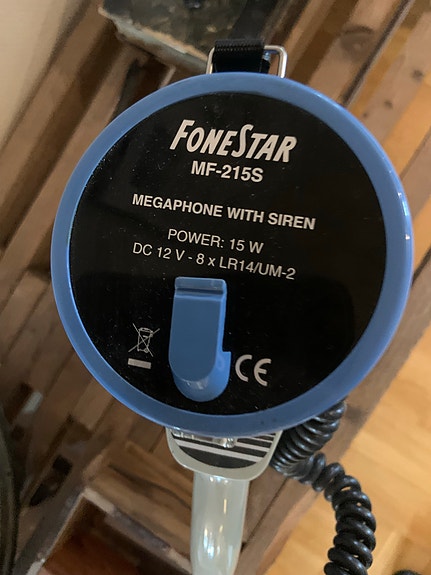 FONESTAR
MF-215S
MEGAPHONE WITH SIREN
POWER: 15 W
DC 12 V - 8 x LR14/UM-2
CE